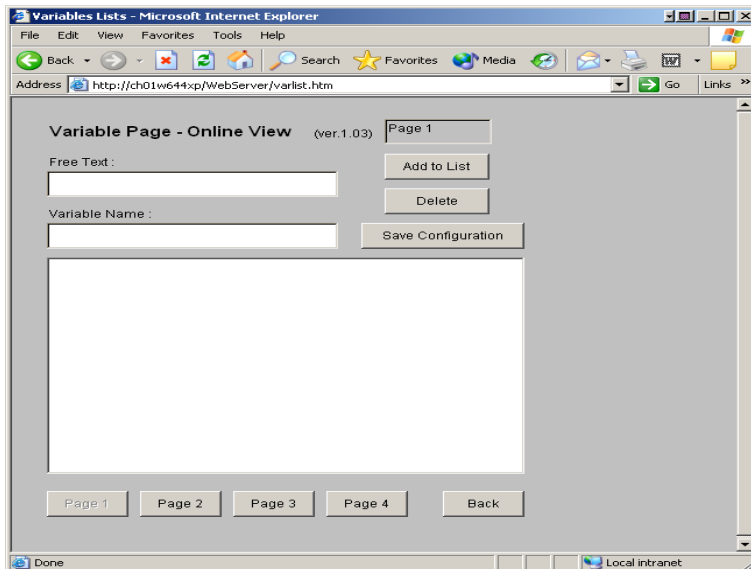 Variables Lists - Microsoft Internet Explorer
File Edit View Favorites Tools Help
Back Search Favorites Media
Address http://ch01w644xp/WebServer/varlist.htm Go Links »
Variable Page - Online View (ver.1.03) Page 1
Free Text :
Add to List
Delete
Variable Name :
Save Configuration
Page 1 Page 2 Page 3 Page 4 Back
Done Local intranet